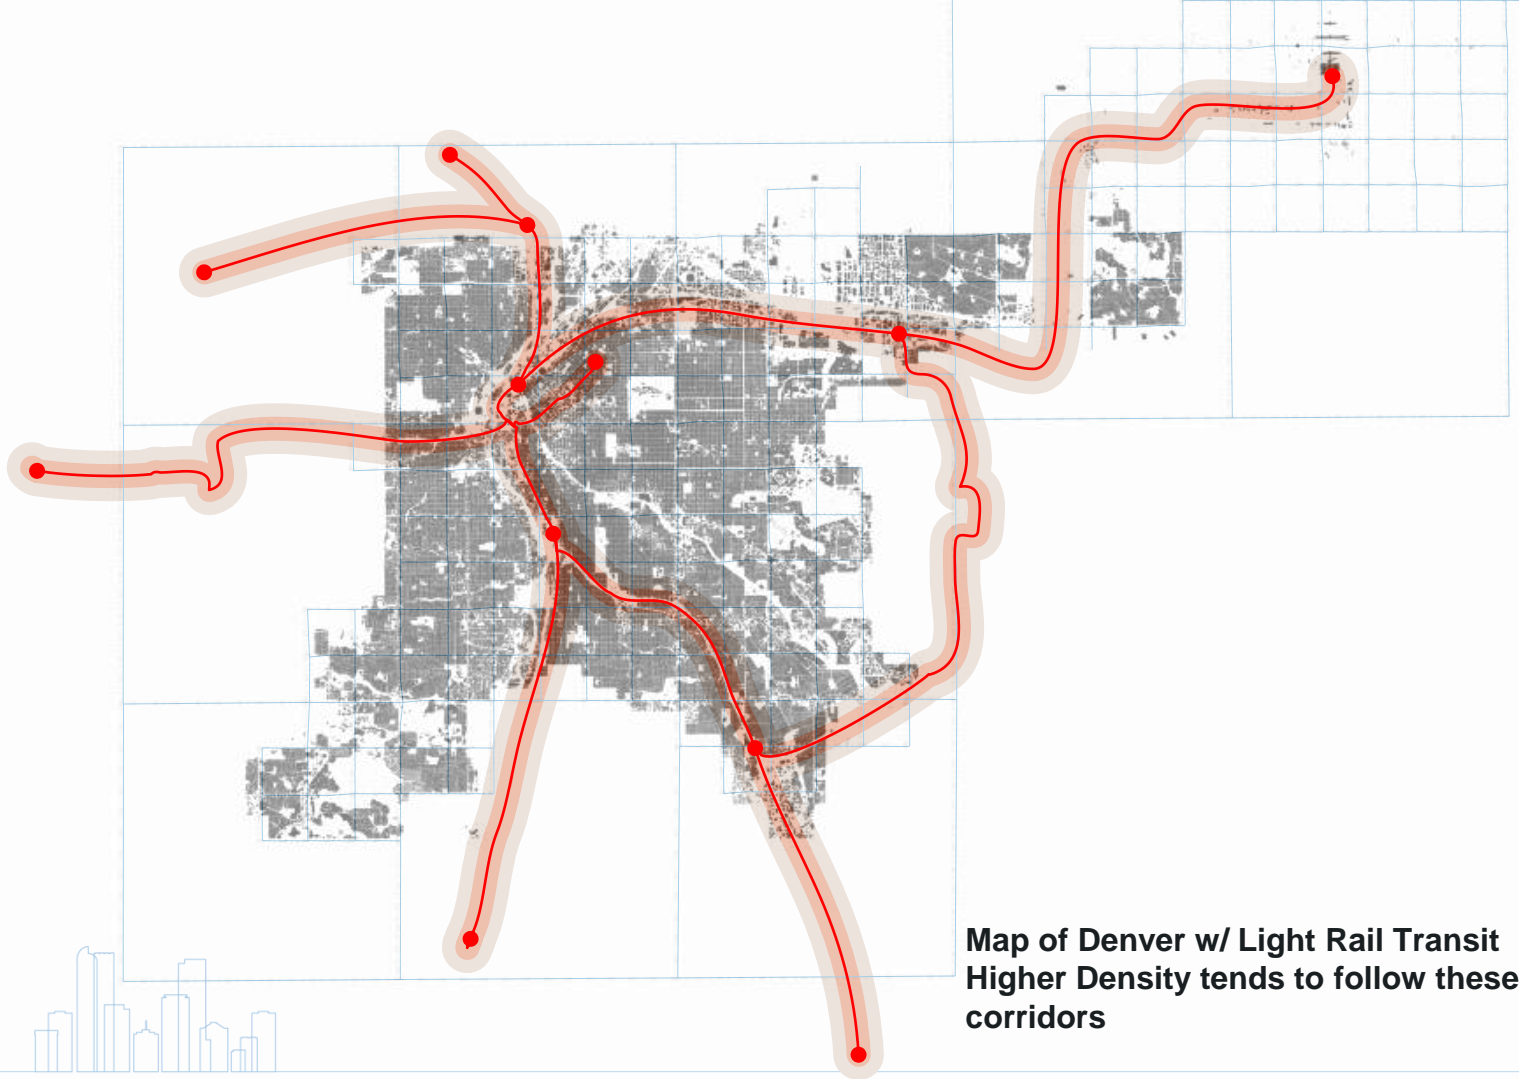 Map of Denver w/ Light Rail Transit
Higher Density tends to follow these
corridors